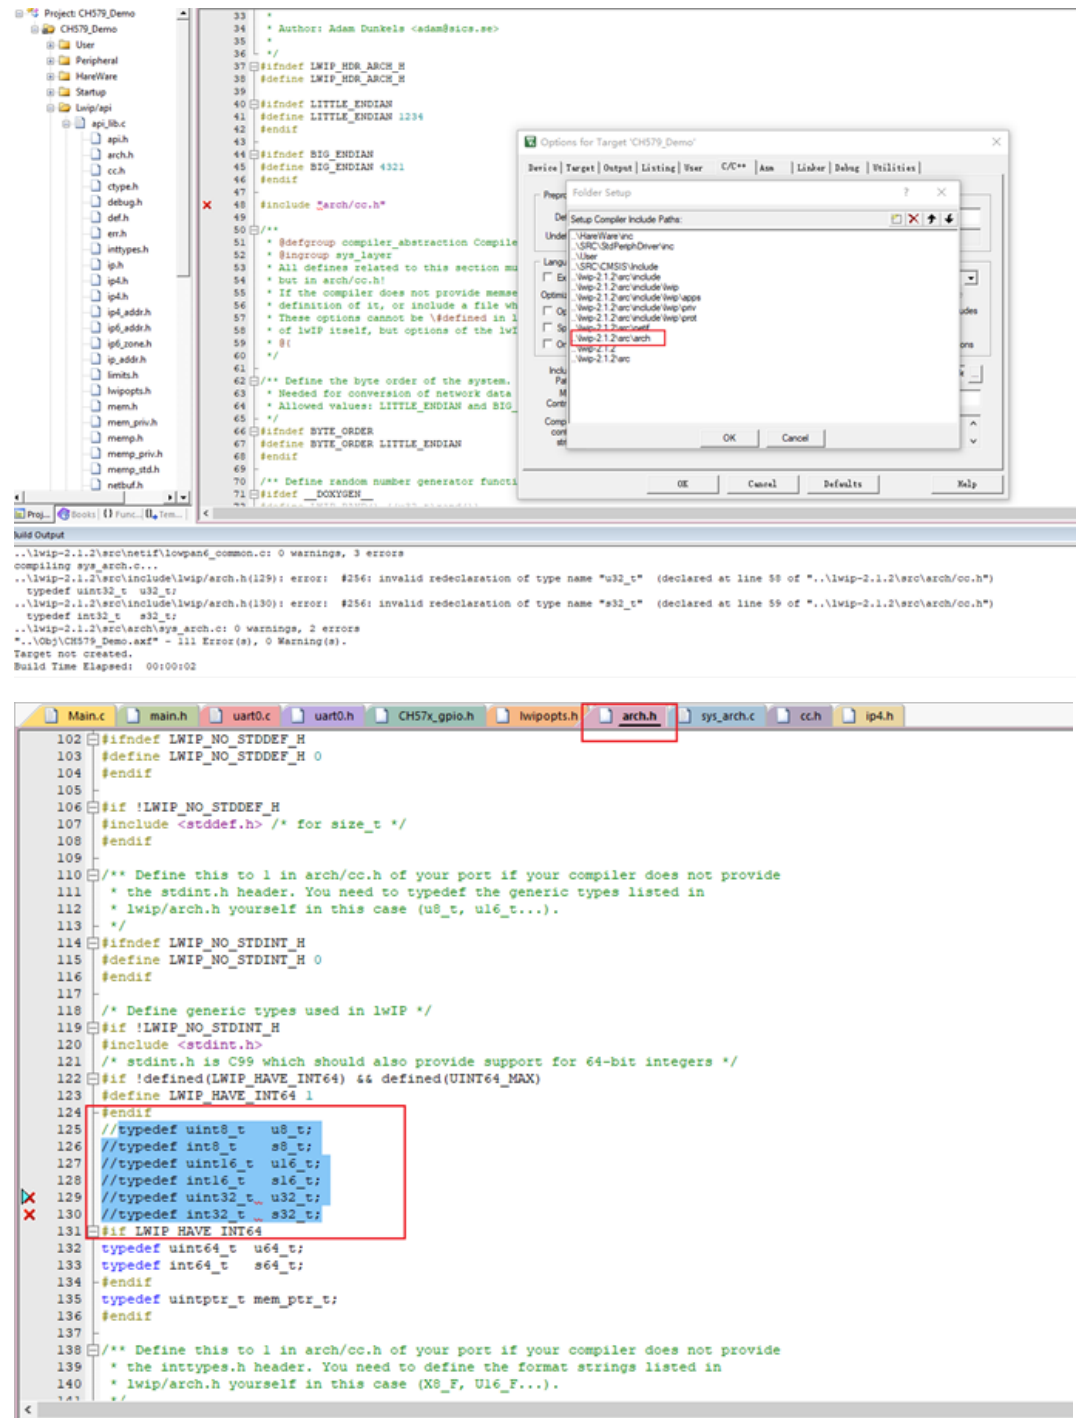 Project: CH579_Demo
CH579_Demo
User
Peripheral
HareWare
Startup
Lwip/api
api_lib.c
api.h
arch.h
cc.h
ctype.h
debug.h
def.h
err.h
inttypes.h
ip.h
ip4.h
ip4.h
ip4_addr.h
ip6_addr.h
ip6_zone.h
ip_addr.h
limits.h
lwipopts.h
mem.h
mem_priv.h
memp.h
memp_priv.h
memp_std.h
netbuf.h
Proj... Books {} Func... 0. Tem...
33 *
34 * Author: Adam Dunkels <adam@sics.se>
35 *
36 */
37 #ifndef LWIP_HDR_ARCH_H
38 #define LWIP_HDR_ARCH_H
39
40 #ifndef LITTLE_ENDIAN
41 #define LITTLE_ENDIAN 1234
42 #endif
43
44 #ifndef BIG_ENDIAN
45 #define BIG_ENDIAN 4321
46 #endif
47
48 #include "arch/cc.h"
49
50 /**
51 * @defgroup compiler_abstraction Compile
52 * @ingroup sys_layer
53 * All defines related to this section mu
54 * but in arch/cc.h!
55 * If the compiler does not provide memse
56 * definition of it, or include a file wh
57 * These options cannot be \#defined in l
58 * of lwIP itself, but options of the lwI
59 * @{
60 */
61
62 /** Define the byte order of the system.
63 * Needed for conversion of network data
64 * Allowed values: LITTLE_ENDIAN and BIG_
65 */
66 #ifndef BYTE_ORDER
67 #define BYTE_ORDER LITTLE_ENDIAN
68 #endif
69
70 /** Define random number generator functi
71 #ifdef __DOXYGEN__
Options for Target 'CH579_Demo'
Device | Target | Output | Listing | User C/C++ | Asm | Linker | Debug | Utilities |
Folder Setup
Setup Compiler Include Paths:
..\HareWare\inc
..\SRC\StdPeriphDriver\inc
..\User
..\SRC\CMSIS\Include
..\lwip-2.1.2\src\include
..\lwip-2.1.2\src\include\lwip
..\lwip-2.1.2\src\include\lwip\apps
..\lwip-2.1.2\src\include\lwip\priv
..\lwip-2.1.2\src\include\lwip\prot
..\lwip-2.1.2\src\netif
..\lwip-2.1.2\src\arch
..\lwip-2.1.2
..\lwip-2.1.2\src
OK Cancel
OK Cancel Defaults Help
Build Output
..\lwip-2.1.2\src\netif\lowpan6_common.c: 0 warnings, 3 errors
compiling sys_arch.c...
..\lwip-2.1.2\src\include\lwip/arch.h(129): error: #256: invalid redeclaration of type name "u32_t" (declared at line 58 of "..\lwip-2.1.2\src\arch/cc.h")
typedef uint32_t u32_t;
..\lwip-2.1.2\src\include\lwip/arch.h(130): error: #256: invalid redeclaration of type name "s32_t" (declared at line 59 of "..\lwip-2.1.2\src\arch/cc.h")
typedef int32_t s32_t;
..\lwip-2.1.2\src\arch\sys_arch.c: 0 warnings, 2 errors
"..\Obj\CH579_Demo.axf" - 111 Error(s), 0 Warning(s).
Target not created.
Build Time Elapsed: 00:00:02
Main.c main.h uart0.c uart0.h CH57x_gpio.h lwipopts.h arch.h sys_arch.c cc.h ip4.h
102 #ifndef LWIP_NO_STDDEF_H
103 #define LWIP_NO_STDDEF_H 0
104 #endif
105
106 #if !LWIP_NO_STDDEF_H
107 #include <stddef.h> /* for size_t */
108 #endif
109
110 /** Define this to 1 in arch/cc.h of your port if your compiler does not provide
111 * the stdint.h header. You need to typedef the generic types listed in
112 * lwip/arch.h yourself in this case (u8_t, u16_t...).
113 */
114 #ifndef LWIP_NO_STDINT_H
115 #define LWIP_NO_STDINT_H 0
116 #endif
117
118 /* Define generic types used in lwIP */
119 #if !LWIP_NO_STDINT_H
120 #include <stdint.h>
121 /* stdint.h is C99 which should also provide support for 64-bit integers */
122 #if !defined(LWIP_HAVE_INT64) && defined(UINT64_MAX)
123 #define LWIP_HAVE_INT64 1
124 #endif
125 //typedef uint8_t u8_t;
126 //typedef int8_t s8_t;
127 //typedef uint16_t u16_t;
128 //typedef int16_t s16_t;
129 //typedef uint32_t u32_t;
130 //typedef int32_t s32_t;
131 #if LWIP_HAVE_INT64
132 typedef uint64_t u64_t;
133 typedef int64_t s64_t;
134 #endif
135 typedef uintptr_t mem_ptr_t;
136 #endif
137
138 /** Define this to 1 in arch/cc.h of your port if your compiler does not provide
139 * the inttypes.h header. You need to define the format strings listed in
140 * lwip/arch.h yourself in this case (X8_F, U16_F...).